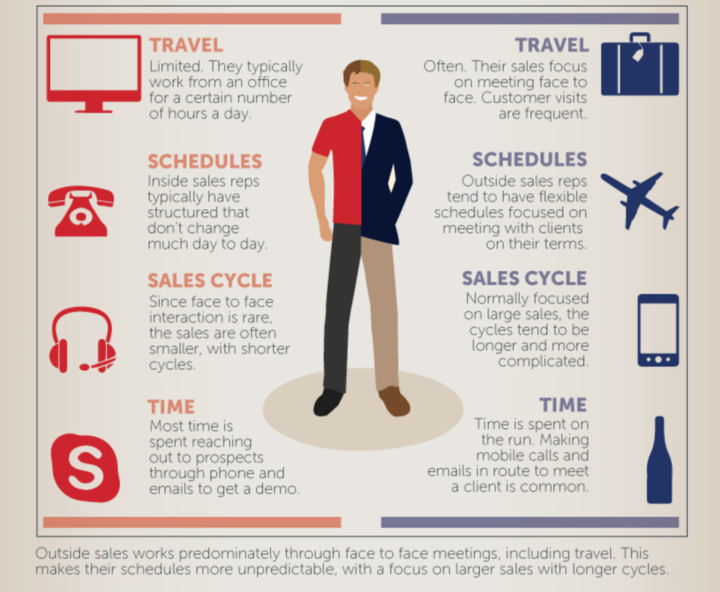 TRAVEL
Limited. They typically
work from an office
for a certain number
of hours a day.
SCHEDULES
Inside sales reps
typically have
structured that
don't change
much day to day.
SALES CYCLE
Since face to face
interaction is rare,
the sales are often
smaller, with shorter
cycles.
TIME
Most time is
spent reaching
out to prospects
through phone and
emails to get a demo.
S
TRAVEL
Often. Their sales focus
on meeting face to
face. Customer visits
are frequent.
SCHEDULES
Outside sales reps
tend to have flexible
schedules focused on
meeting with clients
on their terms.
SALES CYCLE
Normally focused
on large sales, the
cycles tend to be
longer and more
complicated.
TIME
Time is spent on
the run. Making
mobile calls and
emails in route to meet
a client is common.
Outside sales works predominately through face to face meetings, including travel. This
makes their schedules more unpredictable, with a focus on larger sales with longer cycles.